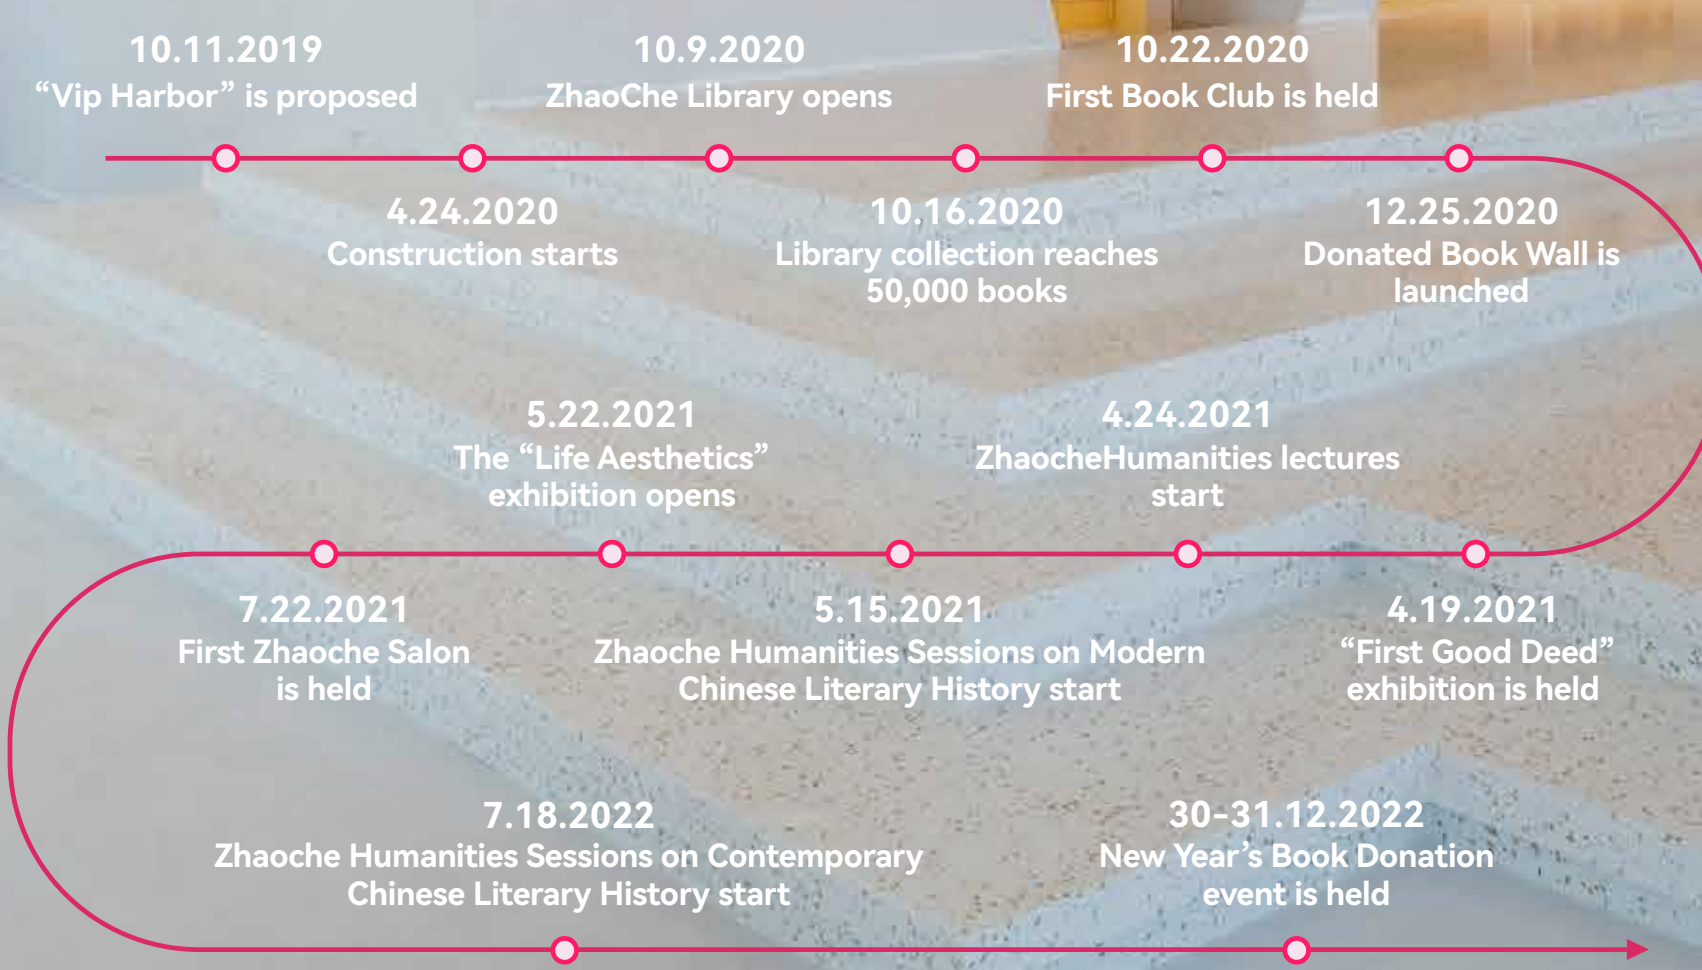 10.11.2019
“Vip Harbor” is proposed
4.24.2020
Construction starts
10.9.2020
ZhaoChe Library opens
10.16.2020
Library collection reaches
50,000 books
10.22.2020
First Book Club is held
12.25.2020
Donated Book Wall is
launched
4.19.2021
“First Good Deed”
exhibition is held
4.24.2021
ZhaocheHumanities lectures
start
5.15.2021
Zhaoche Humanities Sessions on Modern
Chinese Literary History start
5.22.2021
The “Life Aesthetics”
exhibition opens
7.22.2021
First Zhaoche Salon
is held
7.18.2022
Zhaoche Humanities Sessions on Contemporary
Chinese Literary History start
30-31.12.2022
New Year’s Book Donation
event is held